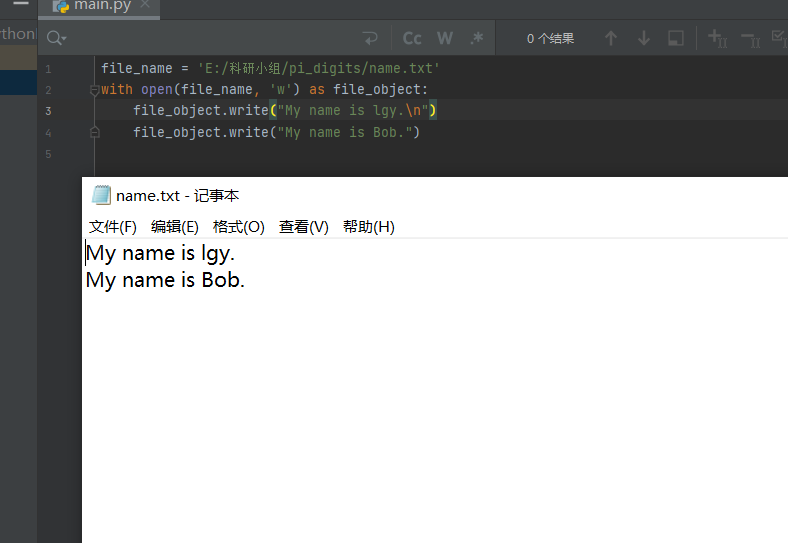 main.py
Cc W .* 0 个结果
1 file_name = 'E:/科研小组/pi_digits/name.txt'
2 with open(file_name, 'w') as file_object:
3 file_object.write("My name is lgy.\n")
4 file_object.write("My name is Bob.")
5
name.txt - 记事本
文件(F) 编辑(E) 格式(O) 查看(V) 帮助(H)
My name is lgy.
My name is Bob.